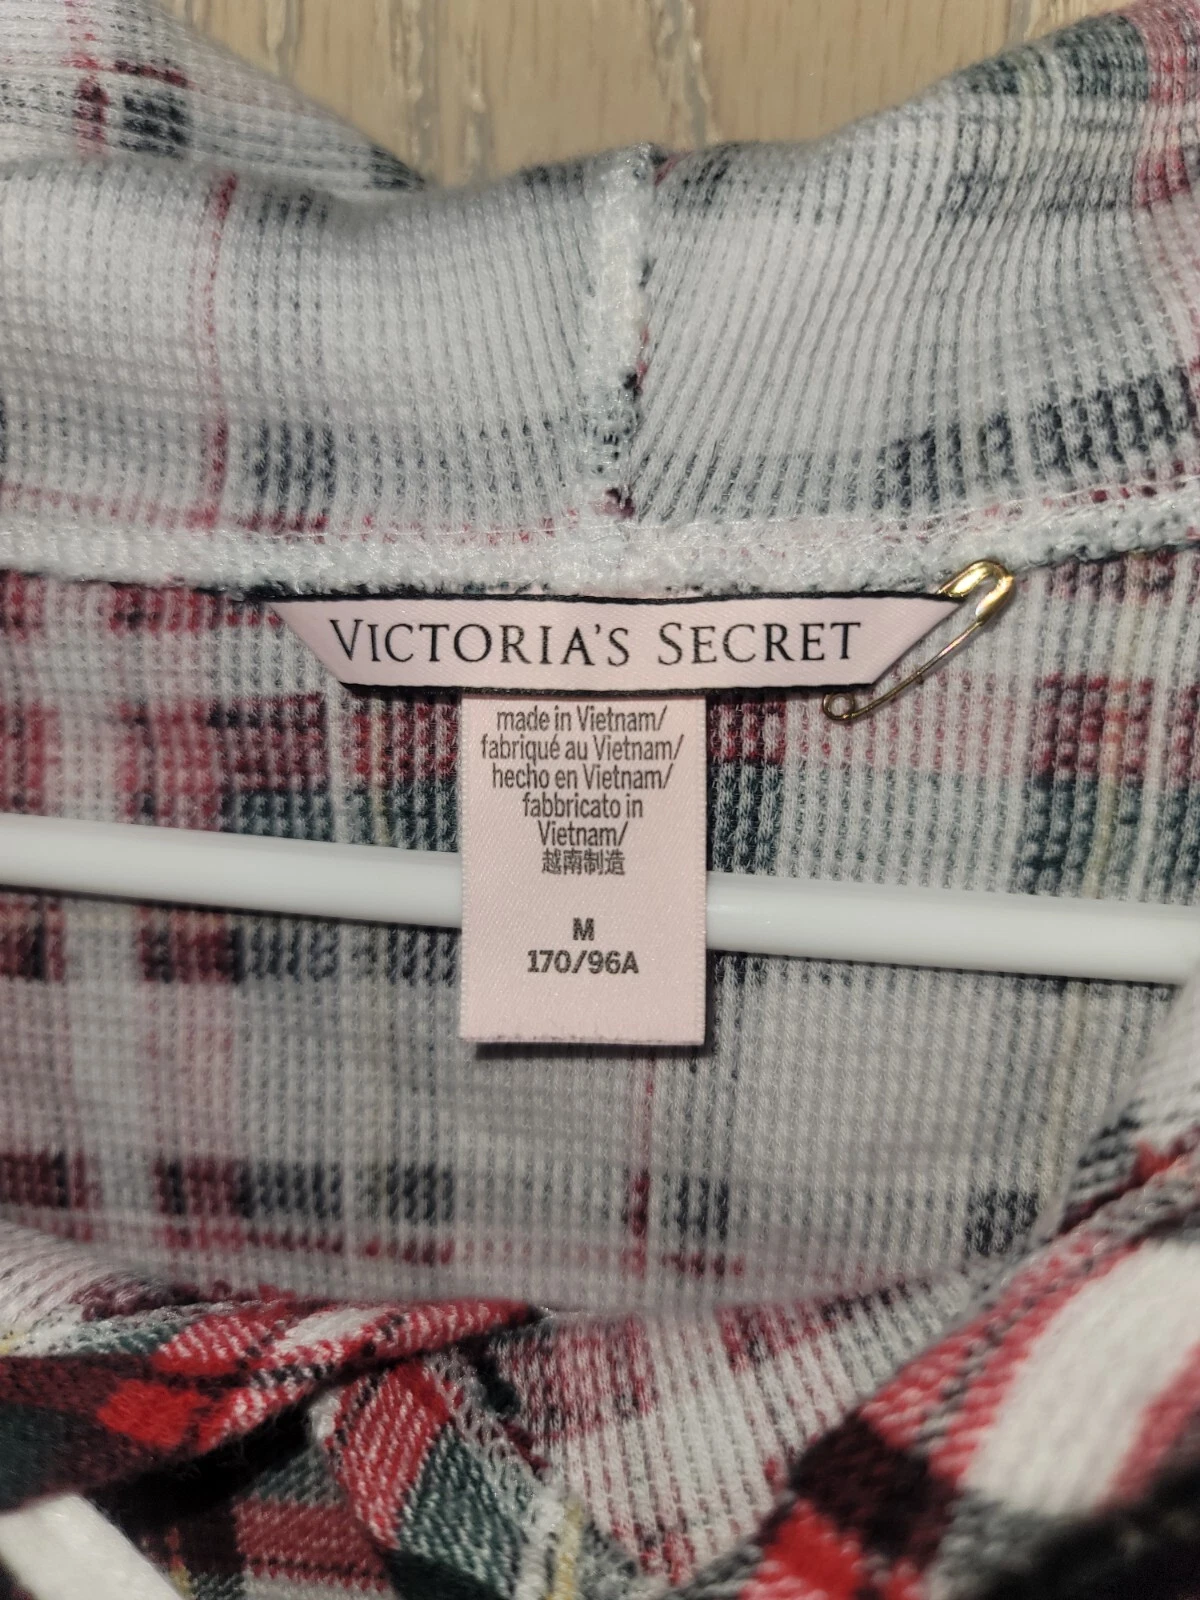 VICTORIA'S SECRET
made in Vietnam/
fabriqué au Vietnam/
hecho en Vietnam/
fabbricato in
Vietnam/
越南制造
M
170/96A